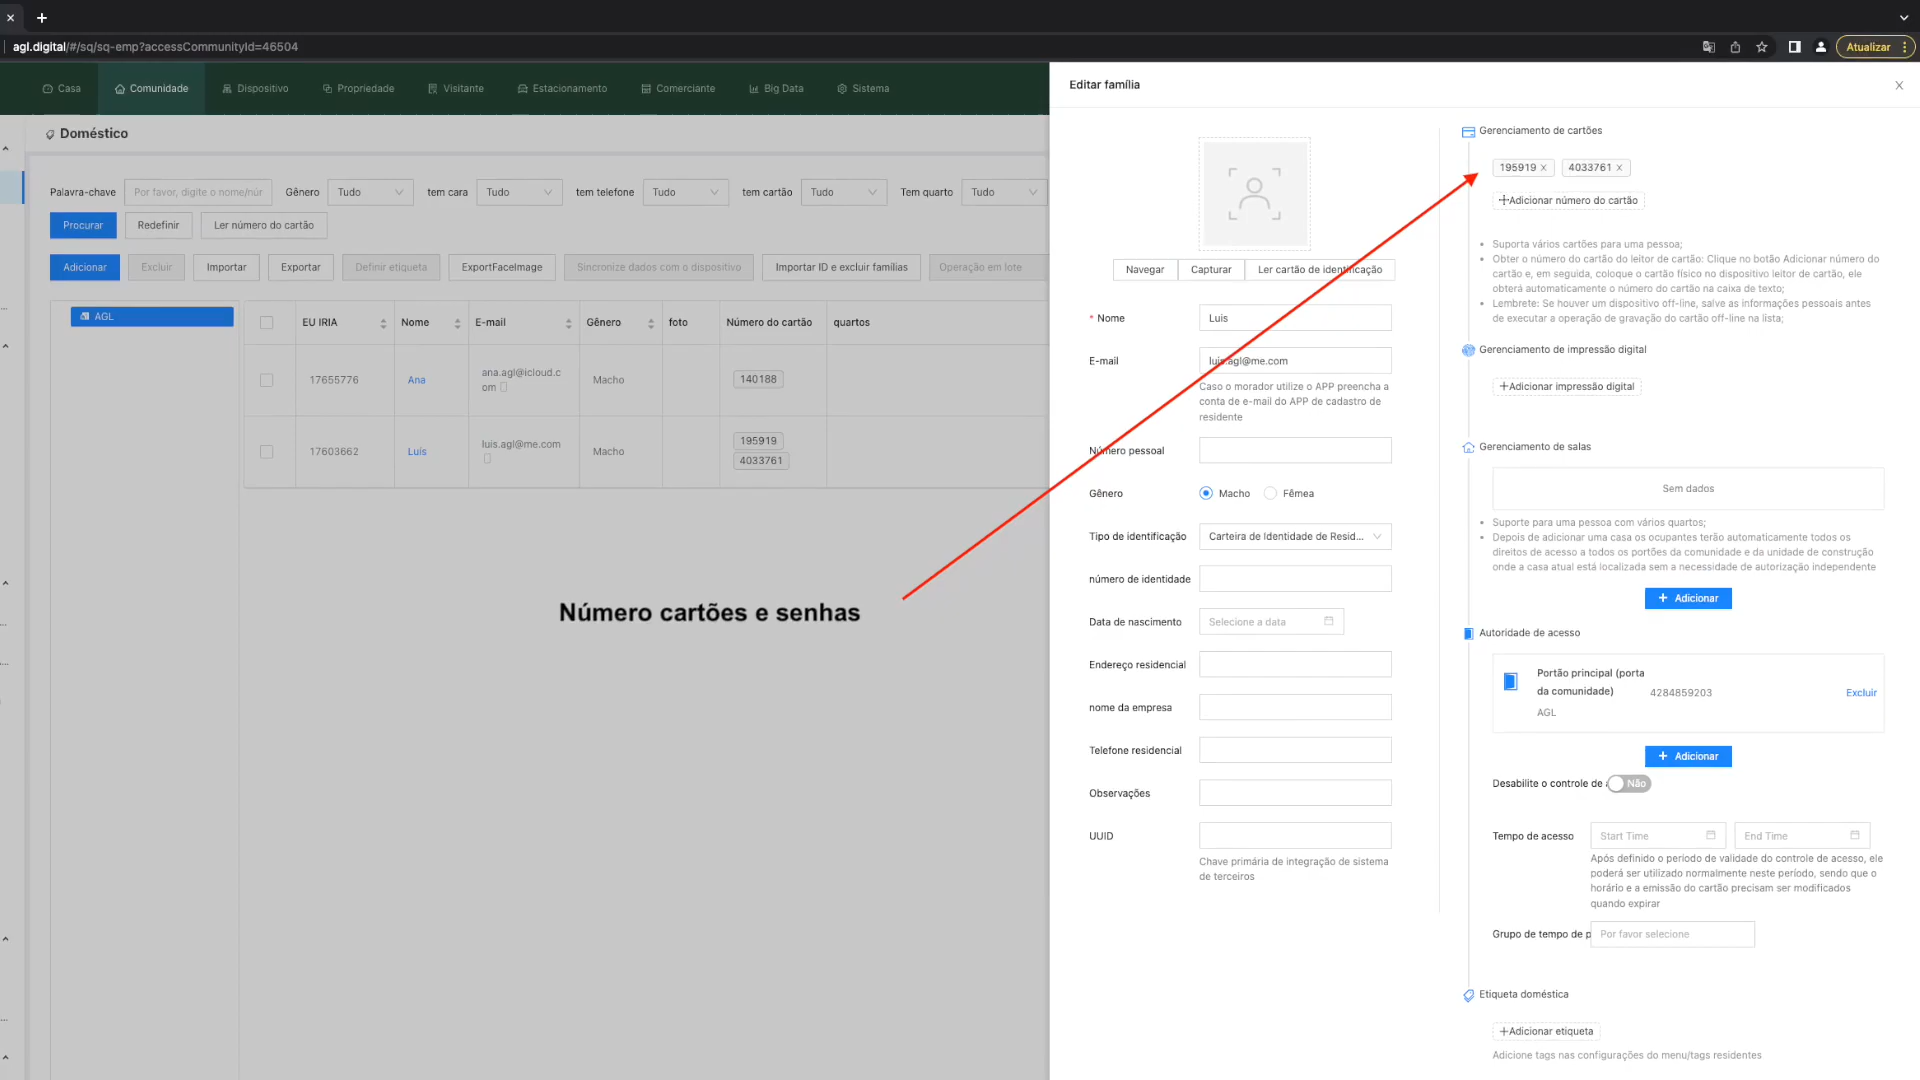 agl.digital/#/sq/sq-emp?accessCommunityId=46504
Atualizar
Casa
Comunidade
Dispositivo
Propriedade
Visitante
Estacionamento
Comerciante
Big Data
Sistema
Doméstico
Palavra-chave
Por favor, digite o nome/núr
Gênero
Tudo
tem cara
Tudo
tem telefone
Tudo
tem cartão
Tudo
Tem quarto
Tudo
Procurar
Redefinir
Ler número do cartão
Adicionar
Excluir
Importar
Exportar
Definir etiqueta
ExportFaceImage
Sincronize dados com o dispositivo
Importar ID e excluir famílias
Operação em lote
AGL
EU IRIA
Nome
E-mail
Gênero
foto
Número do cartão
quartos
17655776
Ana
ana.agl@icloud.c
om
Macho
140188
17603662
Luís
luis.agl@me.com
Macho
195919
4033761
Número cartões e senhas
Editar família
Navegar
Capturar
Ler cartão de identificação
* Nome
Luis
E-mail
luis.agl@me.com
Caso o morador utilize o APP preencha a
conta de e-mail do APP de cadastro de
residente
Número pessoal
Gênero
Macho
Fêmea
Tipo de identificação
Carteira de Identidade de Resid...
número de identidade
Data de nascimento
Selecione a data
Endereço residencial
nome da empresa
Telefone residencial
Observações
UUID
Chave primária de integração de sistema
de terceiros
Gerenciamento de cartões
195919
4033761
Adicionar número do cartão
Suporta vários cartões para uma pessoa;
Obter o número do cartão do leitor de cartão: Clique no botão Adicionar número do
cartão e, em seguida, coloque o cartão físico no dispositivo leitor de cartão, ele
obterá automaticamente o número do cartão na caixa de texto;
Lembrete: Se houver um dispositivo off-line, salve as informações pessoais antes
de executar a operação de gravação do cartão off-line na lista;
Gerenciamento de impressão digital
+Adicionar impressão digital
Gerenciamento de salas
Sem dados
Suporte para uma pessoa com vários quartos;
Depois de adicionar uma casa os ocupantes terão automaticamente todos os
direitos de acesso a todos os portões da comunidade e da unidade de construção
onde a casa atual está localizada sem a necessidade de autorização independente
+ Adicionar
Autoridade de acesso
Portão principal (porta
da comunidade)
4284859203
Excluir
AGL
+ Adicionar
Desabilite o controle de
Não
Tempo de acesso
Start Time
End Time
Após definido o período de validade do controle de acesso, ele
poderá ser utilizado normalmente neste período, sendo que o
horário e a emissão do cartão precisam ser modificados
quando expirar
Grupo de tempo de p
Por favor selecione
Etiqueta doméstica
+Adicionar etiqueta
Adicione tags nas configurações do menu/tags residentes